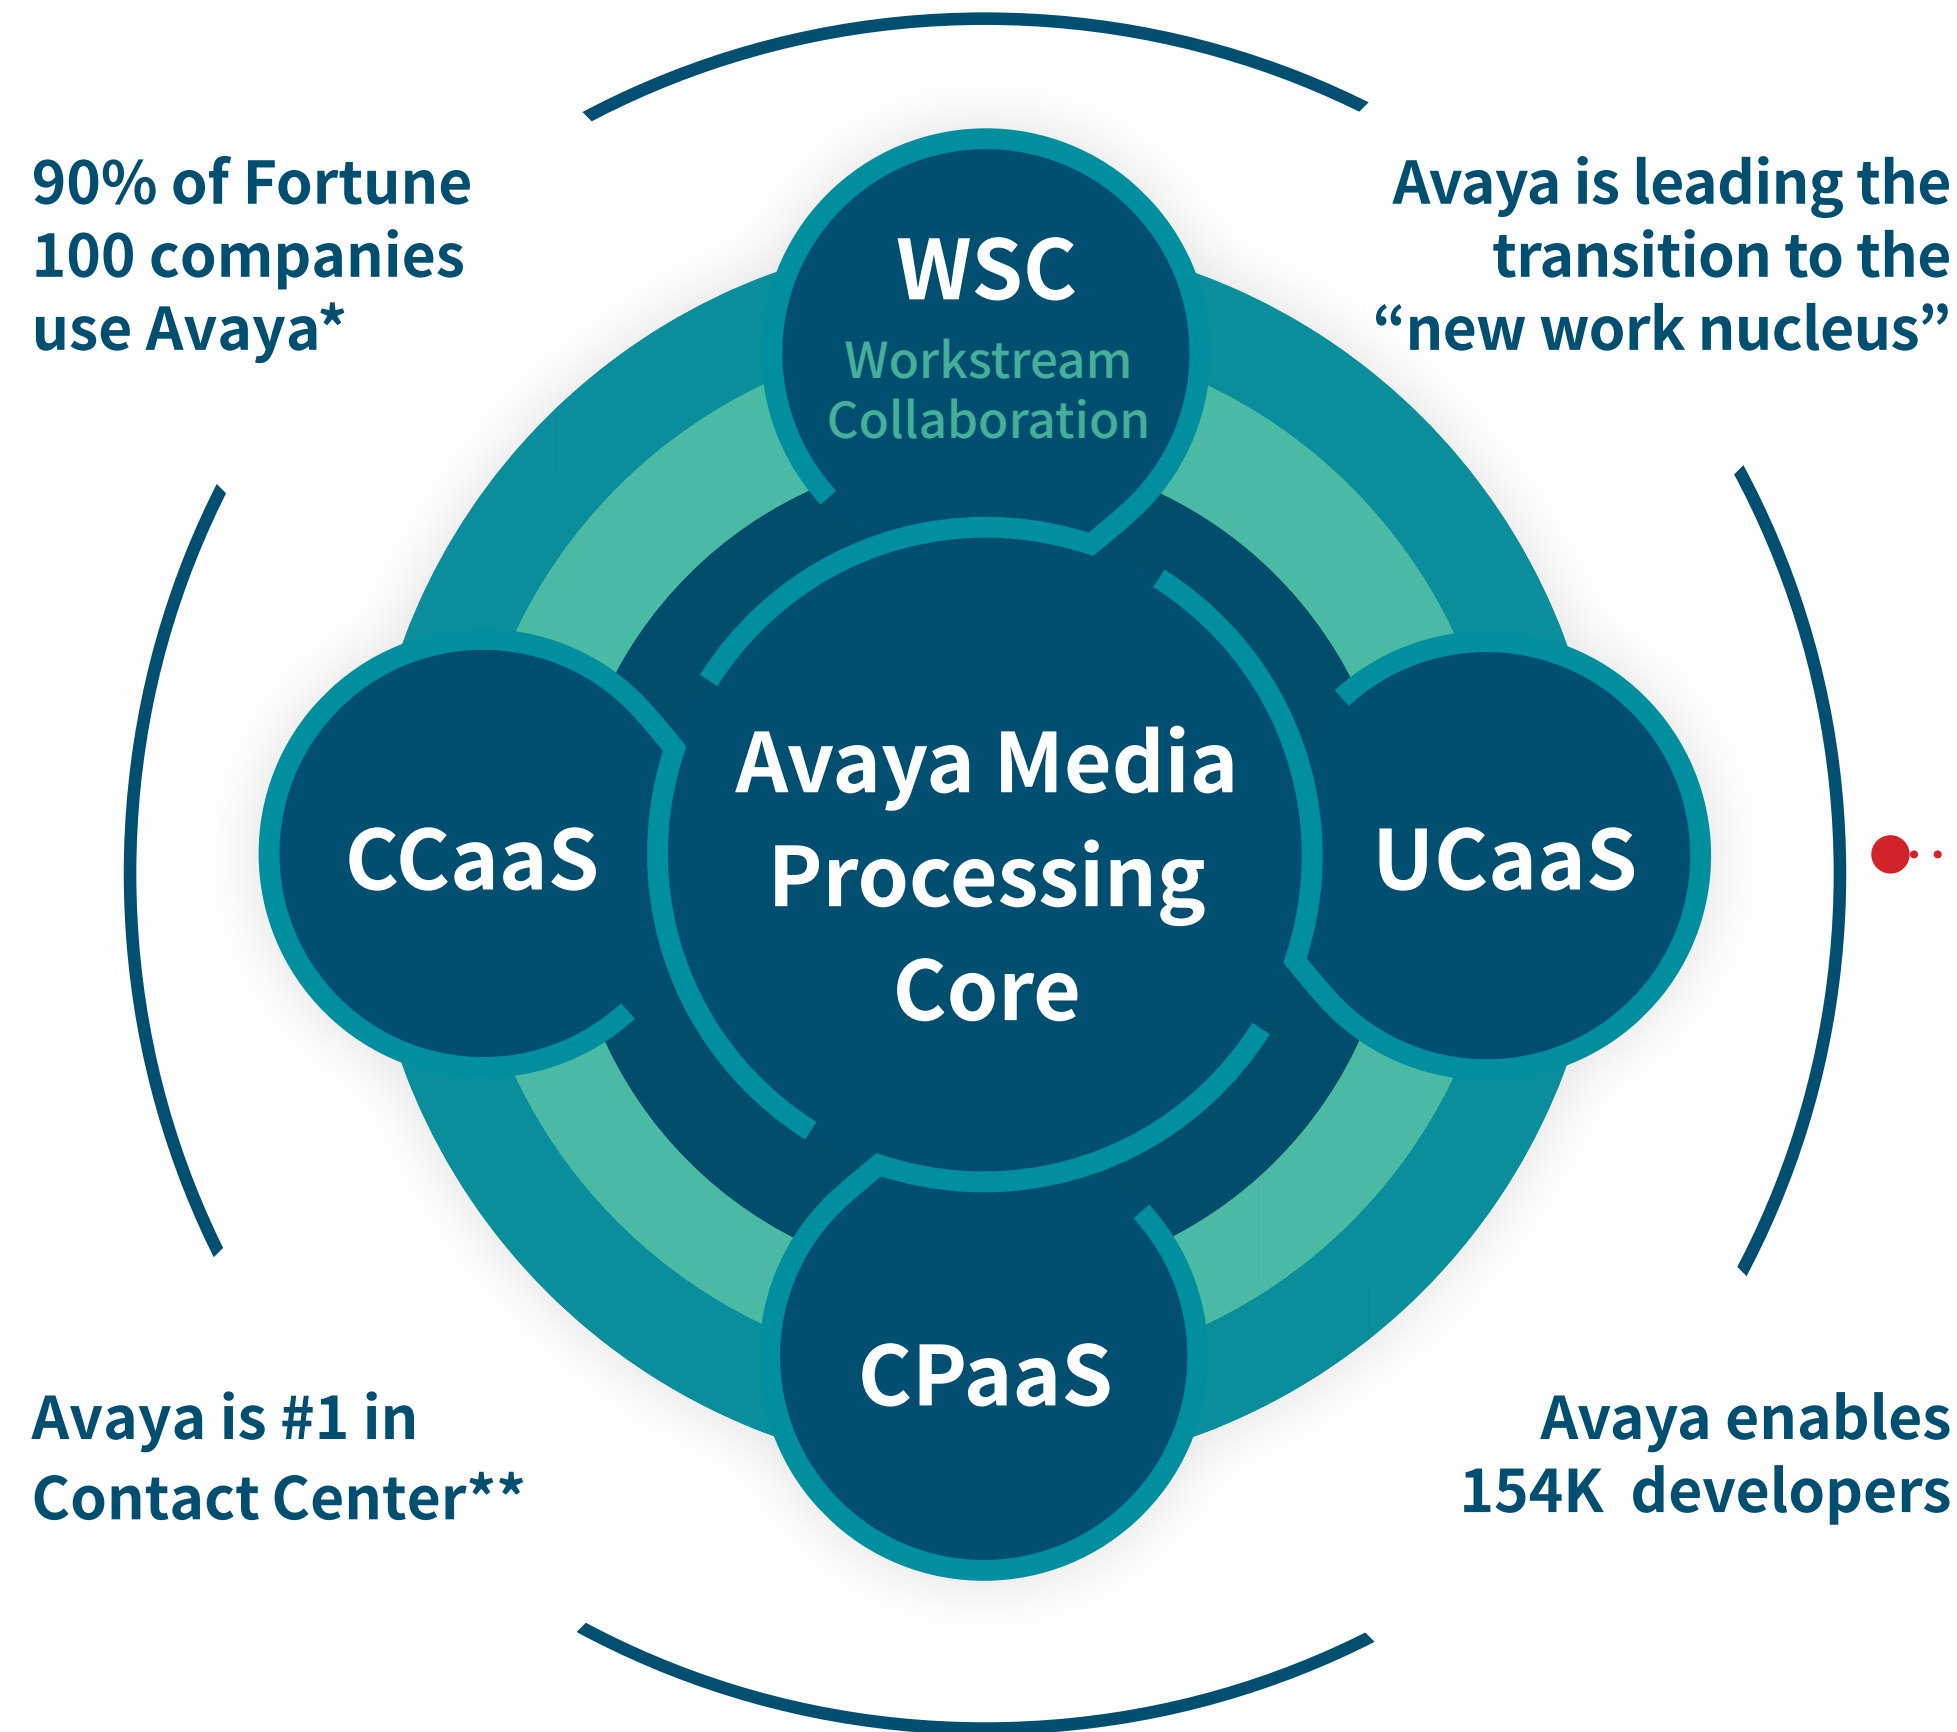 90% of Fortune
100 companies
use Avaya*
Avaya is leading the
transition to the
“new work nucleus”
WSC
Workstream
Collaboration
CCaaS
Avaya Media
Processing
Core
UCaaS
CPaaS
Avaya is #1 in
Contact Center**
Avaya enables
154K developers